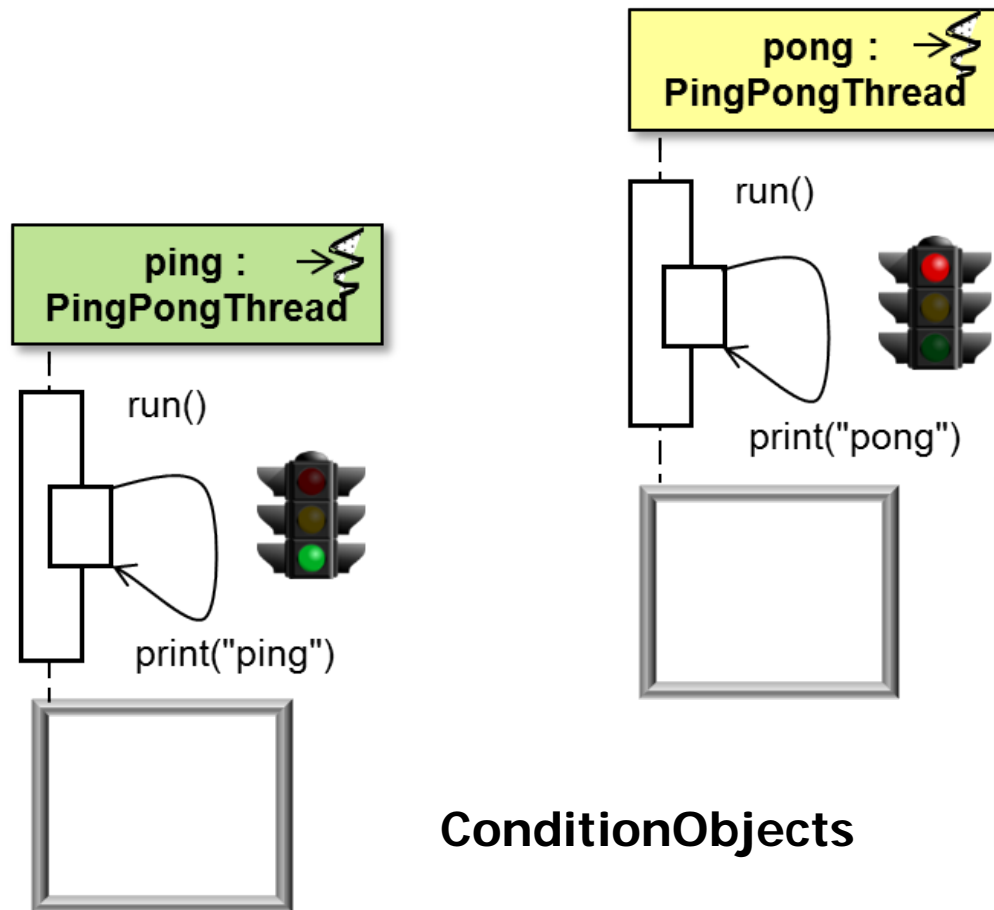 pong :
PingPongThread
run()
print("pong")
ping :
PingPongThread
run()
print("ping")
ConditionObjects